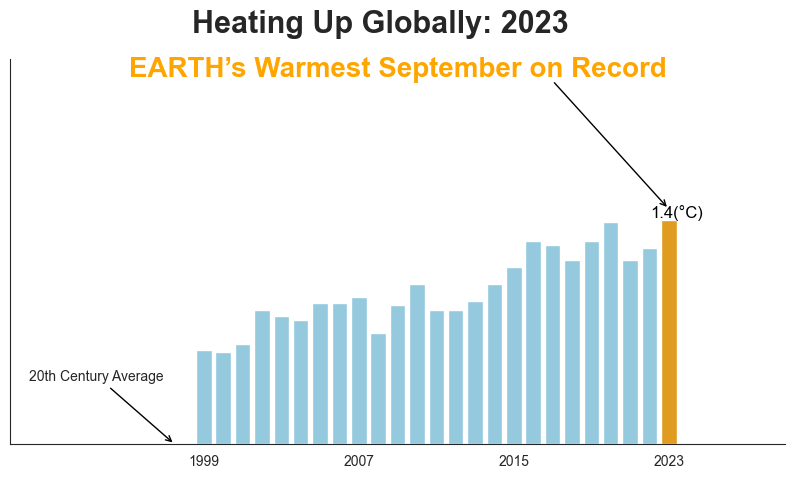 Heating Up Globally: 2023
EARTH’s Warmest September on Record
1.4(°C)
20th Century Average
1999 2007 2015 2023